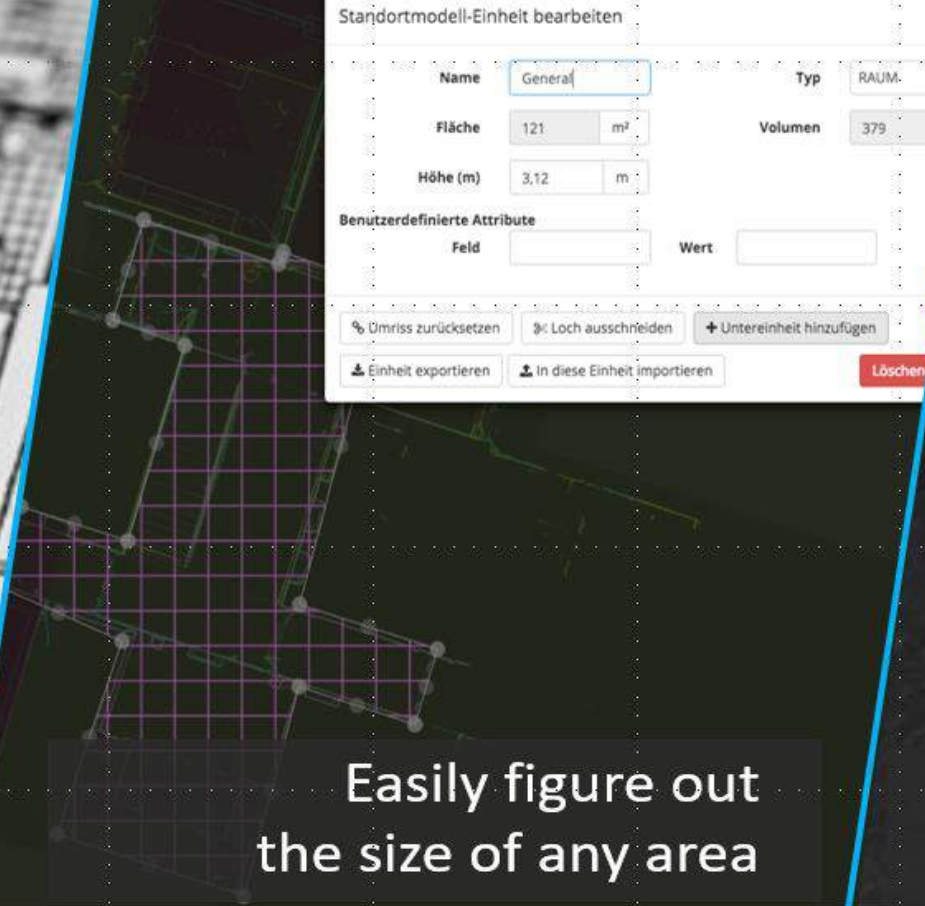 Standortmodell-Einheit bearbeiten
Name General Typ RAUM
Fläche 121 m² Volumen 379
Höhe (m) 3,12 m
Benutzerdefinierte Attribute
Feld Wert
Umriss zurücksetzen Loch ausschneiden + Untereinheit hinzufügen
Einheit exportieren In diese Einheit importieren Löschen
Easily figure out
the size of any area